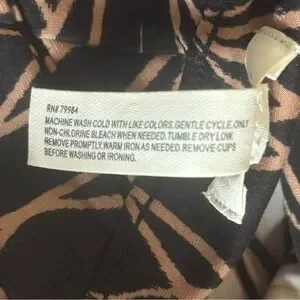 RN# 79984
MACHINE WASH COLD WITH LIKE COLORS. GENTLE CYCLE. ONLY
NON-CHLORINE BLEACH WHEN NEEDED. TUMBLE DRY LOW.
REMOVE PROMPTLY. WARM IRON AS NEEDED. REMOVE CUPS
BEFORE WASHING OR IRONING.